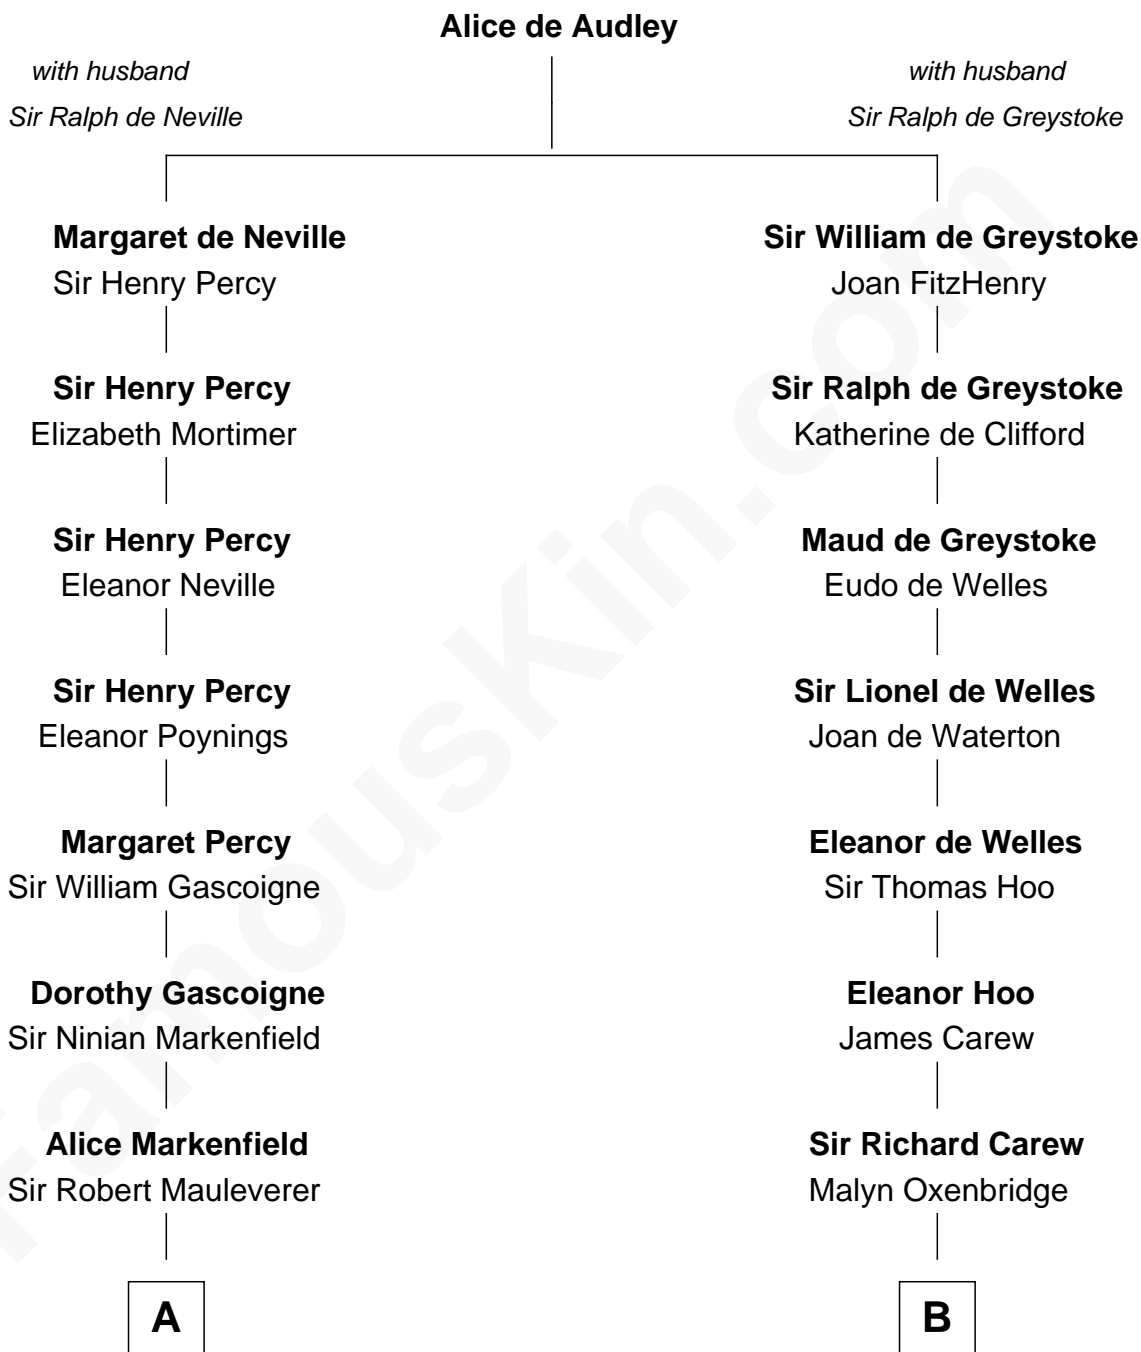 Alice de Audley
with husband
Sir Ralph de Neville
with husband
Sir Ralph de Greystoke
Margaret de Neville
Sir Henry Percy
Sir William de Greystoke
Joan FitzHenry
Sir Henry Percy
Elizabeth Mortimer
Sir Ralph de Greystoke
Katherine de Clifford
Sir Henry Percy
Eleanor Neville
Maud de Greystoke
Eudo de Welles
Sir Henry Percy
Eleanor Poynings
Sir Lionel de Welles
Joan de Waterton
Margaret Percy
Sir William Gascoigne
Eleanor de Welles
Sir Thomas Hoo
Dorothy Gascoigne
Sir Ninian Markenfield
Eleanor Hoo
James Carew
Alice Markenfield
Sir Robert Mauleverer
Sir Richard Carew
Malyn Oxenbridge
A
B
FamousKin.com